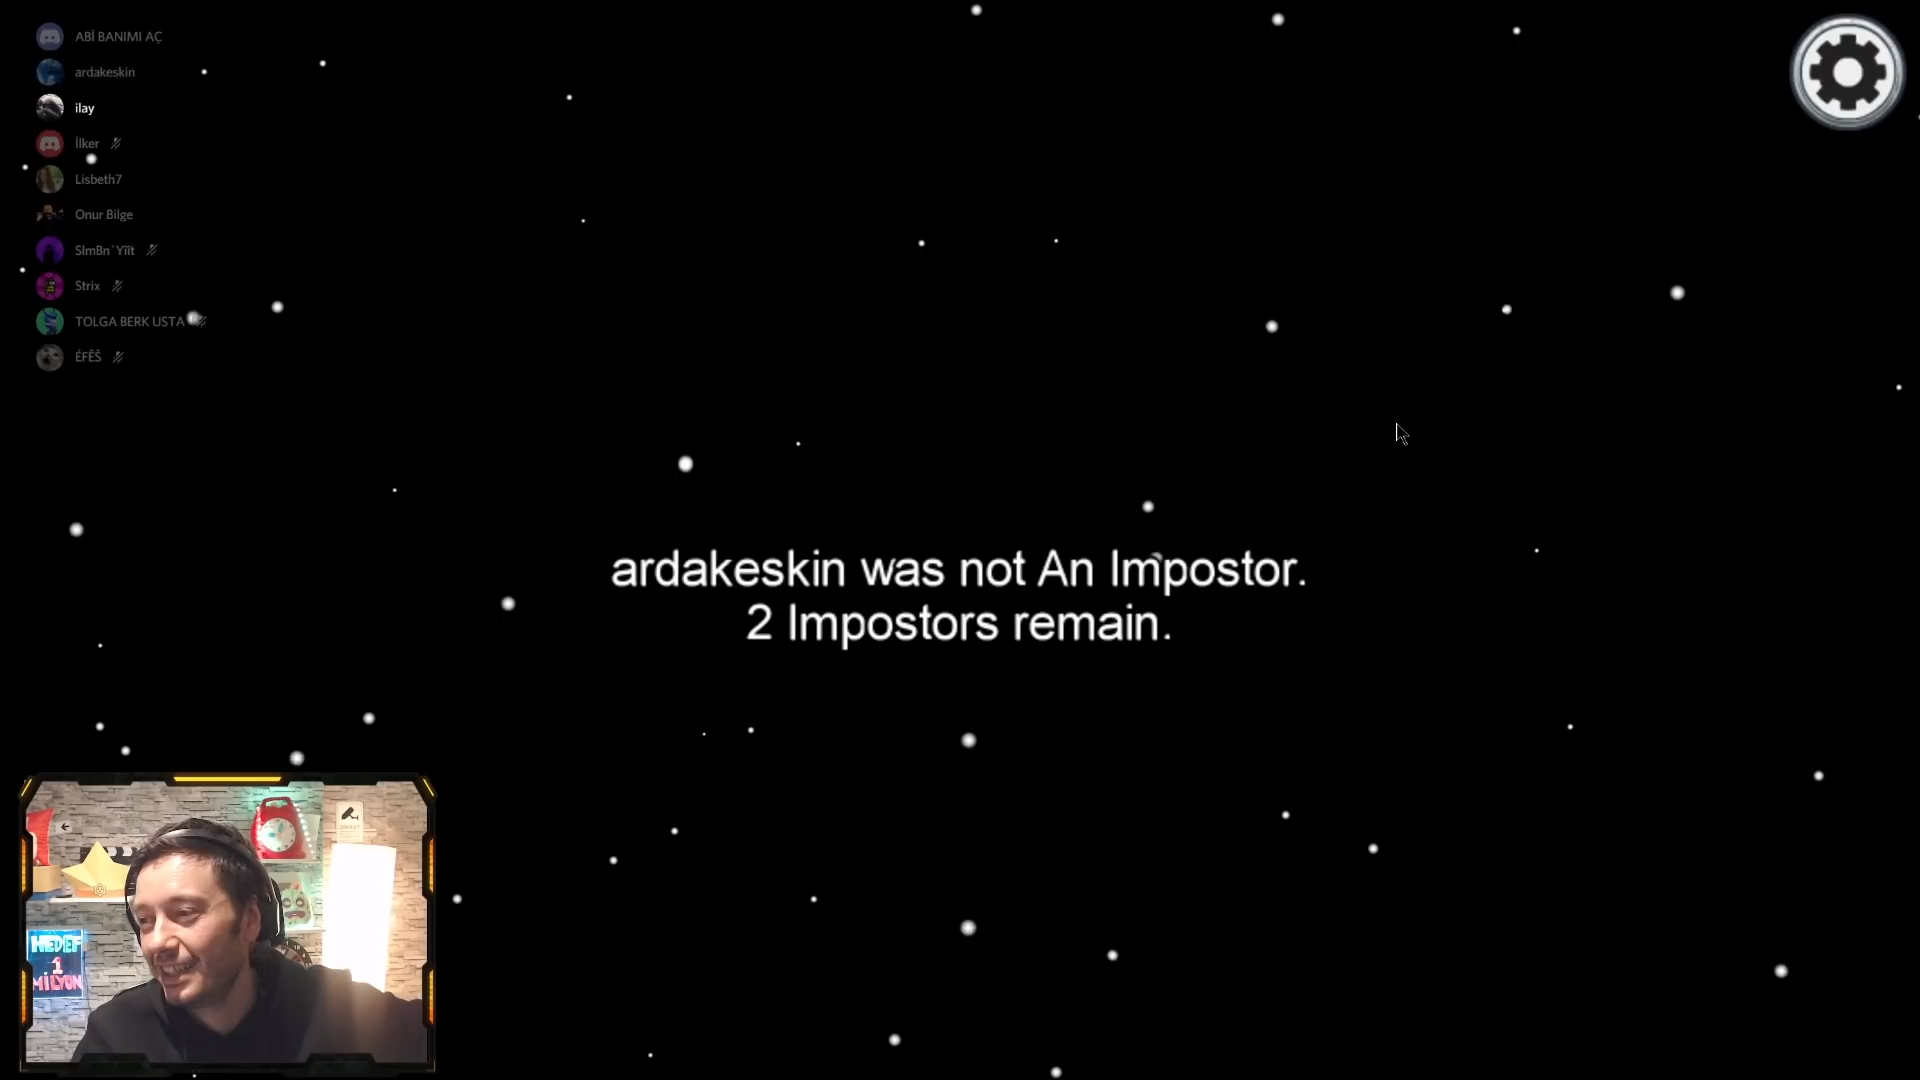 ABİ BANIMI AÇ
ardakeskin
ilay
İlker
Lisbeth7
Onur Bilge
SlmBn`Yiit
Strix
TOLGA BERK USTA
ÉFÊŠ
ardakeskin was not An Impostor.
2 Impostors remain.
HEDEF
1
MİLYON